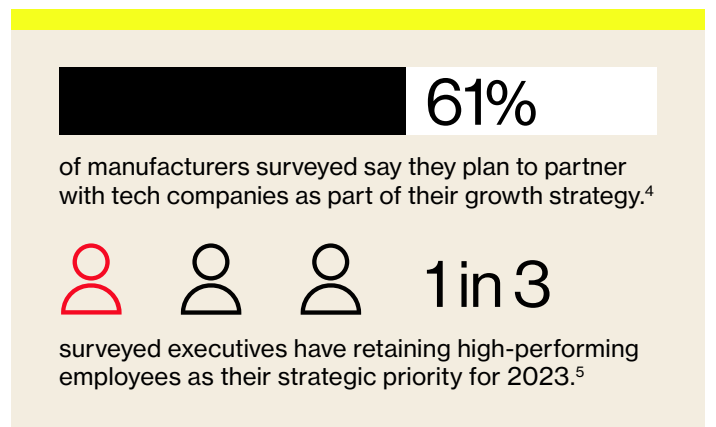 61%
of manufacturers surveyed say they plan to partner
with tech companies as part of their growth strategy.⁴
1 in 3
surveyed executives have retaining high-performing
employees as their strategic priority for 2023.⁵